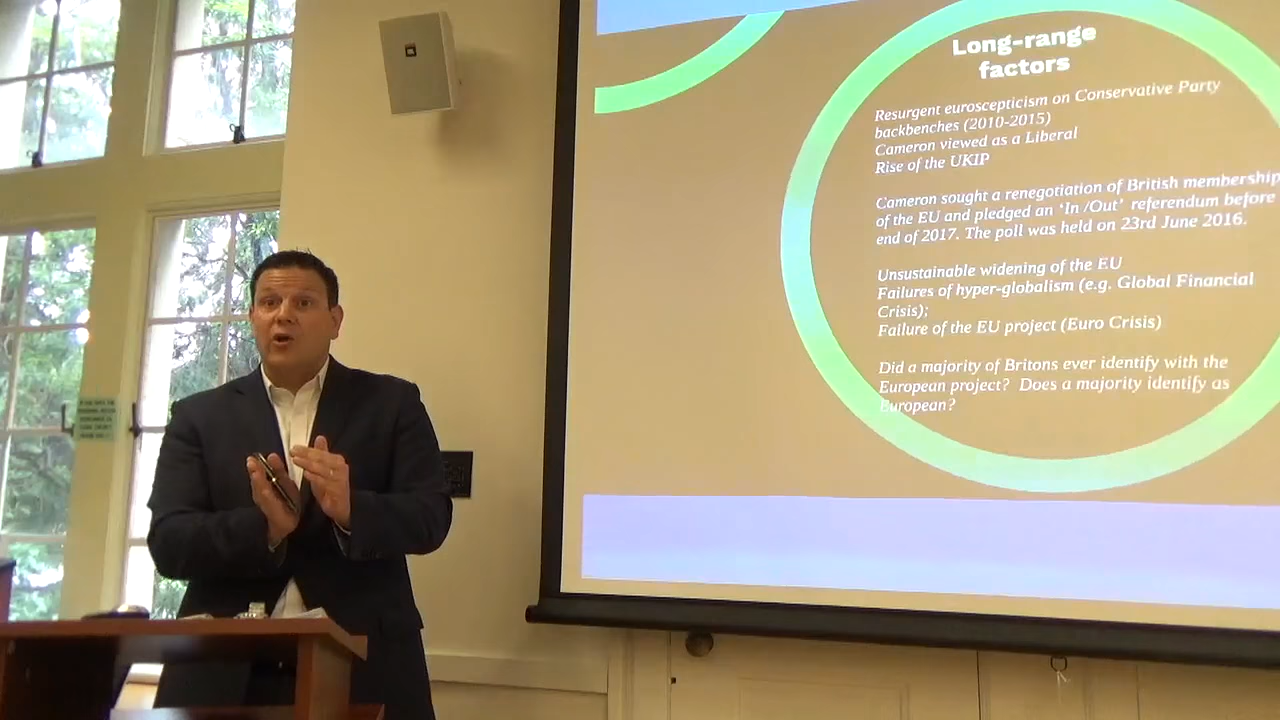 Long-range
factors
Resurgent euroscepticism on Conservative Party
backbenches (2010-2015)
Cameron viewed as a Liberal
Rise of the UKIP
Cameron sought a renegotiation of British membership
of the EU and pledged an ‘In /Out’ referendum before
end of 2017. The poll was held on 23rd June 2016.
Unsustainable widening of the EU
Failures of hyper-globalism (e.g. Global Financial
Crisis);
Failure of the EU project (Euro Crisis)
Did a majority of Britons ever identify with the
European project? Does a majority identify as
European?